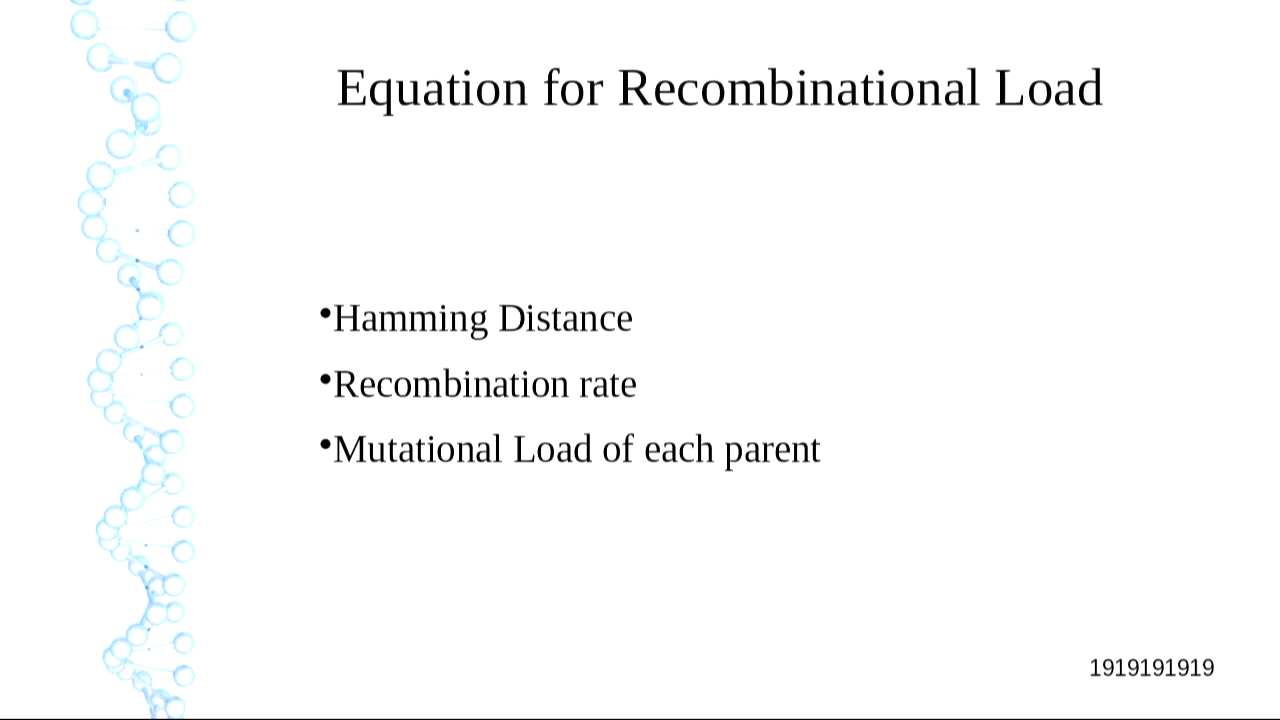 Equation for Recombinational Load
•Hamming Distance
•Recombination rate
•Mutational Load of each parent
1919191919